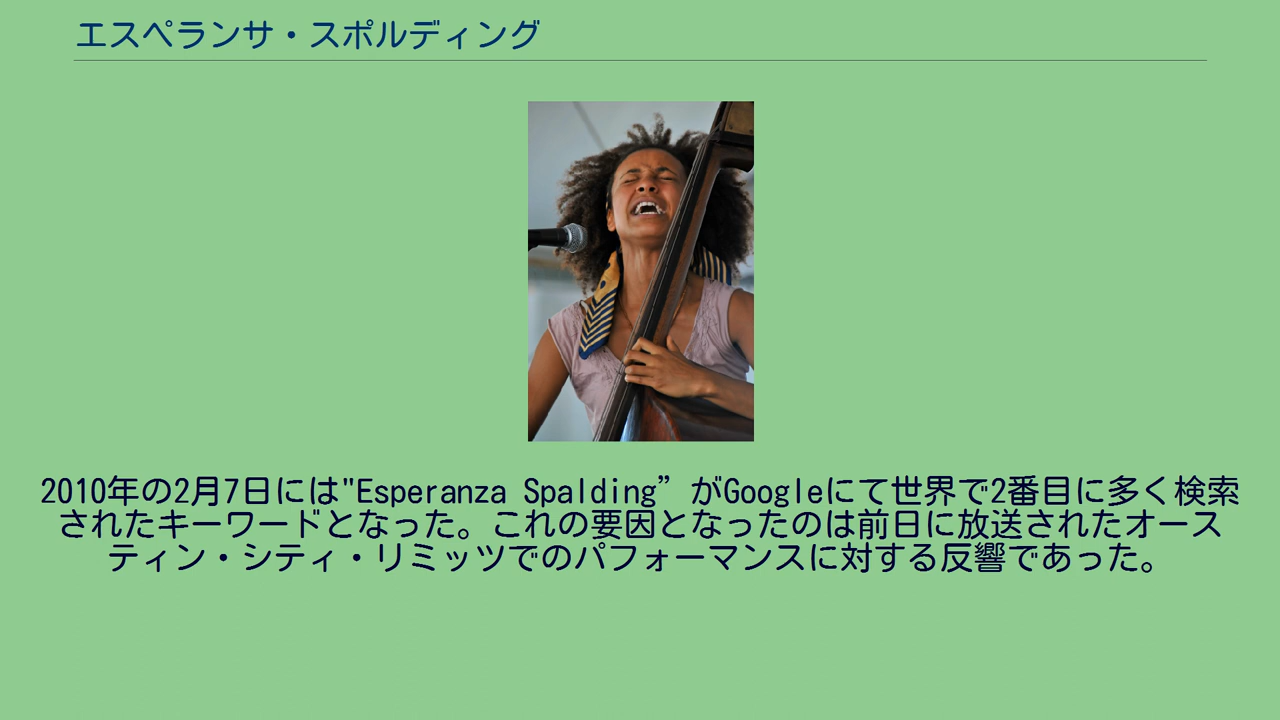 エスペランサ・スポルディング
2010年の2月7日には"Esperanza Spalding” がGoogleにて世界で2番目に多く検索
されたキーワードとなった。これの要因となったのは前日に放送されたオース
ティン・シティ・リミッツでのパフォーマンスに対する反響であった。